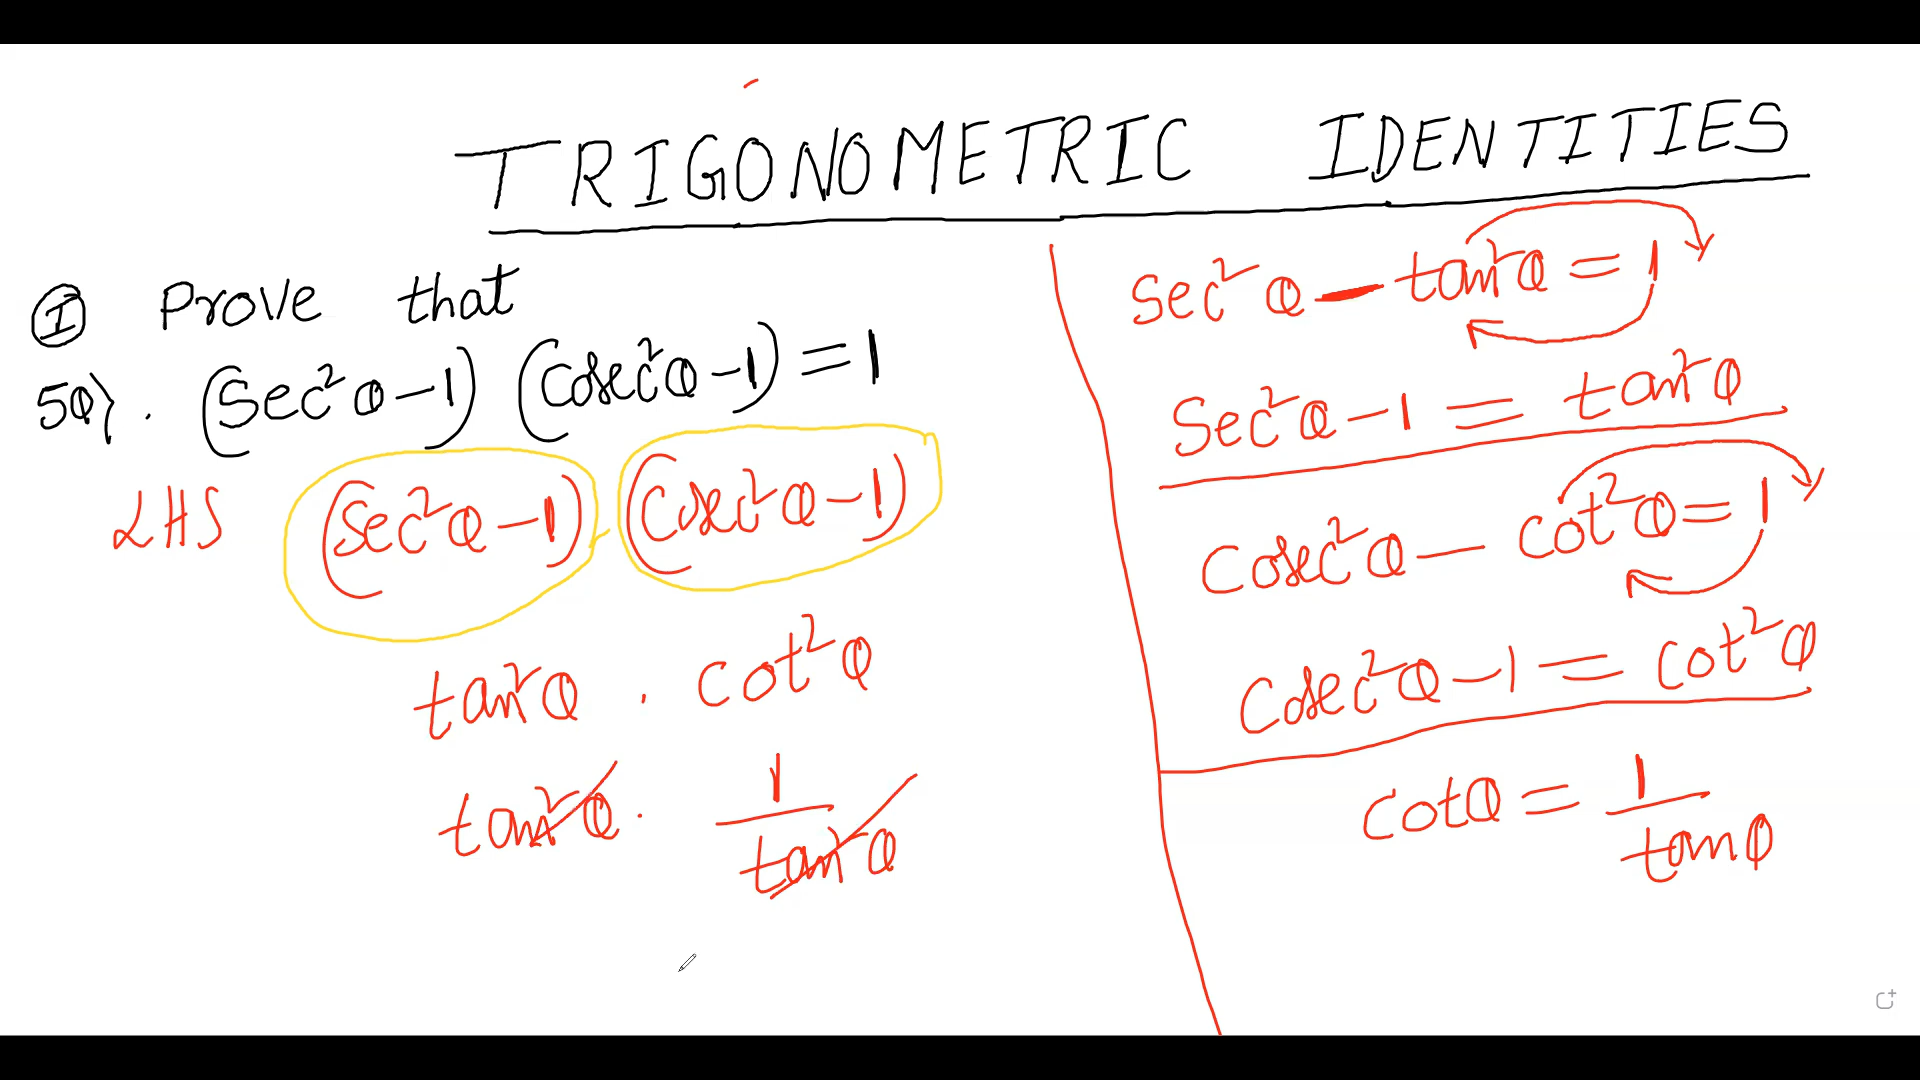 TRIGONOMETRIC IDENTITIES
① Prove that
5Q). (Sec²θ-1) (Cosec²θ-1) = 1
LHS (Sec²θ-1) (Cosec²θ-1)
tan²θ . cot²θ
tan²θ . 1/tan²θ
Sec²θ - tan²θ = 1
Sec²θ-1 = tan²θ
Cosec²θ - cot²θ = 1
Cosec²θ-1 = cot²θ
cotθ = 1/tanθ